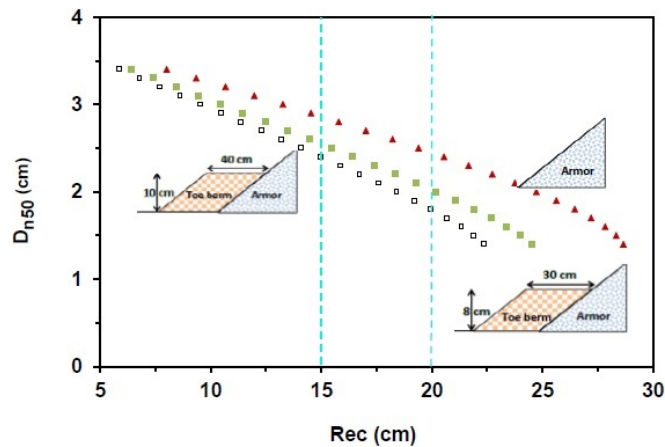 4
3
2
1
0
D_n50 (cm)
5
10
15
20
25
30
Rec (cm)
40 cm
10 cm
Toe berm
Armor
Armor
30 cm
8 cm
Toe berm
Armor